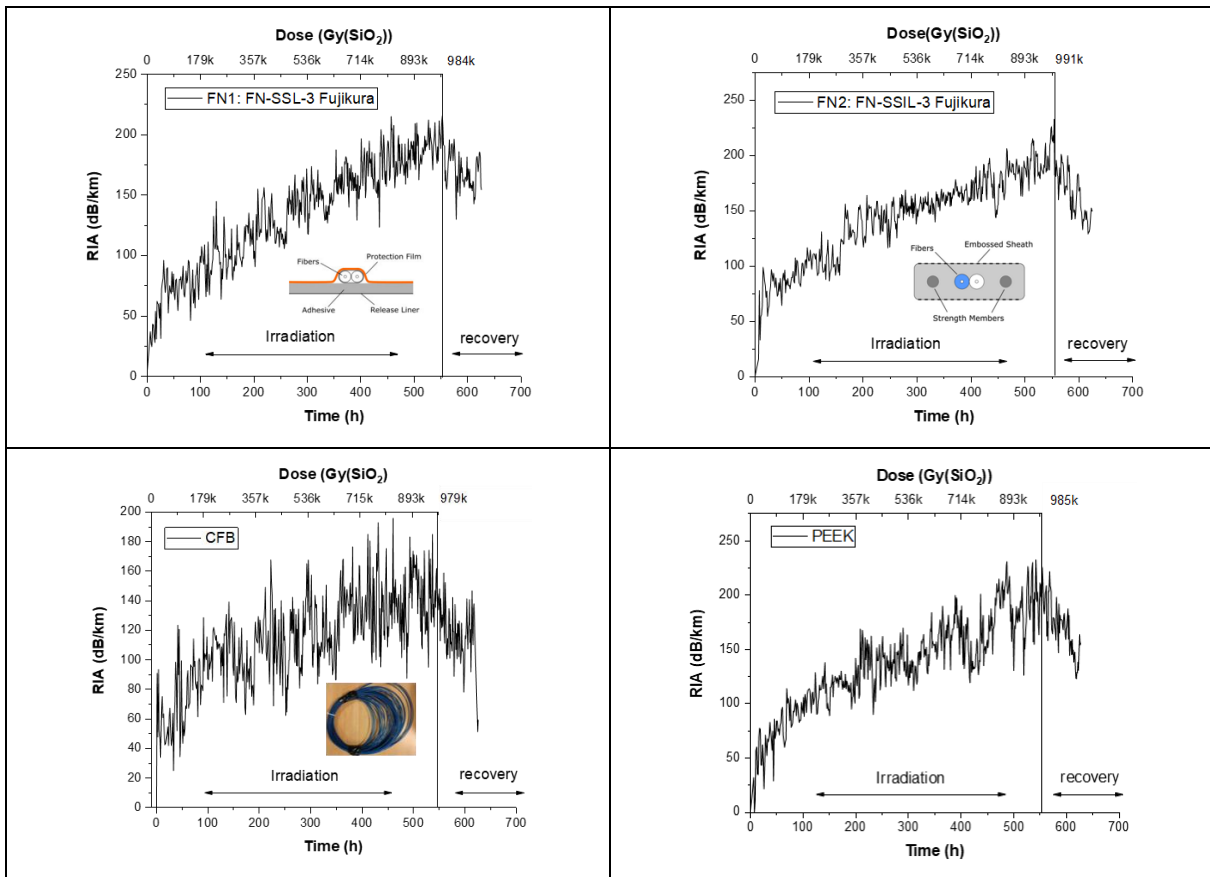 Dose (Gy(SiO2))
0 179k 357k 536k 714k 893k 984k
250
200
150
100
50
0
RIA (dB/km)
FN1: FN-SSL-3 Fujikura
Fibers
Protection Film
Adhesive
Release Liner
Irradiation
recovery
0 100 200 300 400 500 600 700
Time (h)
Dose(Gy(SiO2))
0 179k 357k 536k 714k 893k 991k
250
200
150
100
50
0
RIA (dB/km)
FN2: FN-SSIL-3 Fujikura
Fibers
Embossed Sheath
Strength Members
Irradiation
recovery
0 100 200 300 400 500 600 700
Time (h)
Dose (Gy(SiO2)
0 179k 357k 536k 715k 893k 979k
200
180
160
140
120
100
80
60
40
20
0
RIA (dB/km)
CFB
Irradiation
recovery
0 100 200 300 400 500 600 700
Time (h)
Dose (Gy(SiO2))
0 179k 357k 536k 714k 893k 985k
250
200
150
100
50
0
RIA (dB/km)
PEEK
Irradiation
recovery
0 100 200 300 400 500 600 700
Time (h)